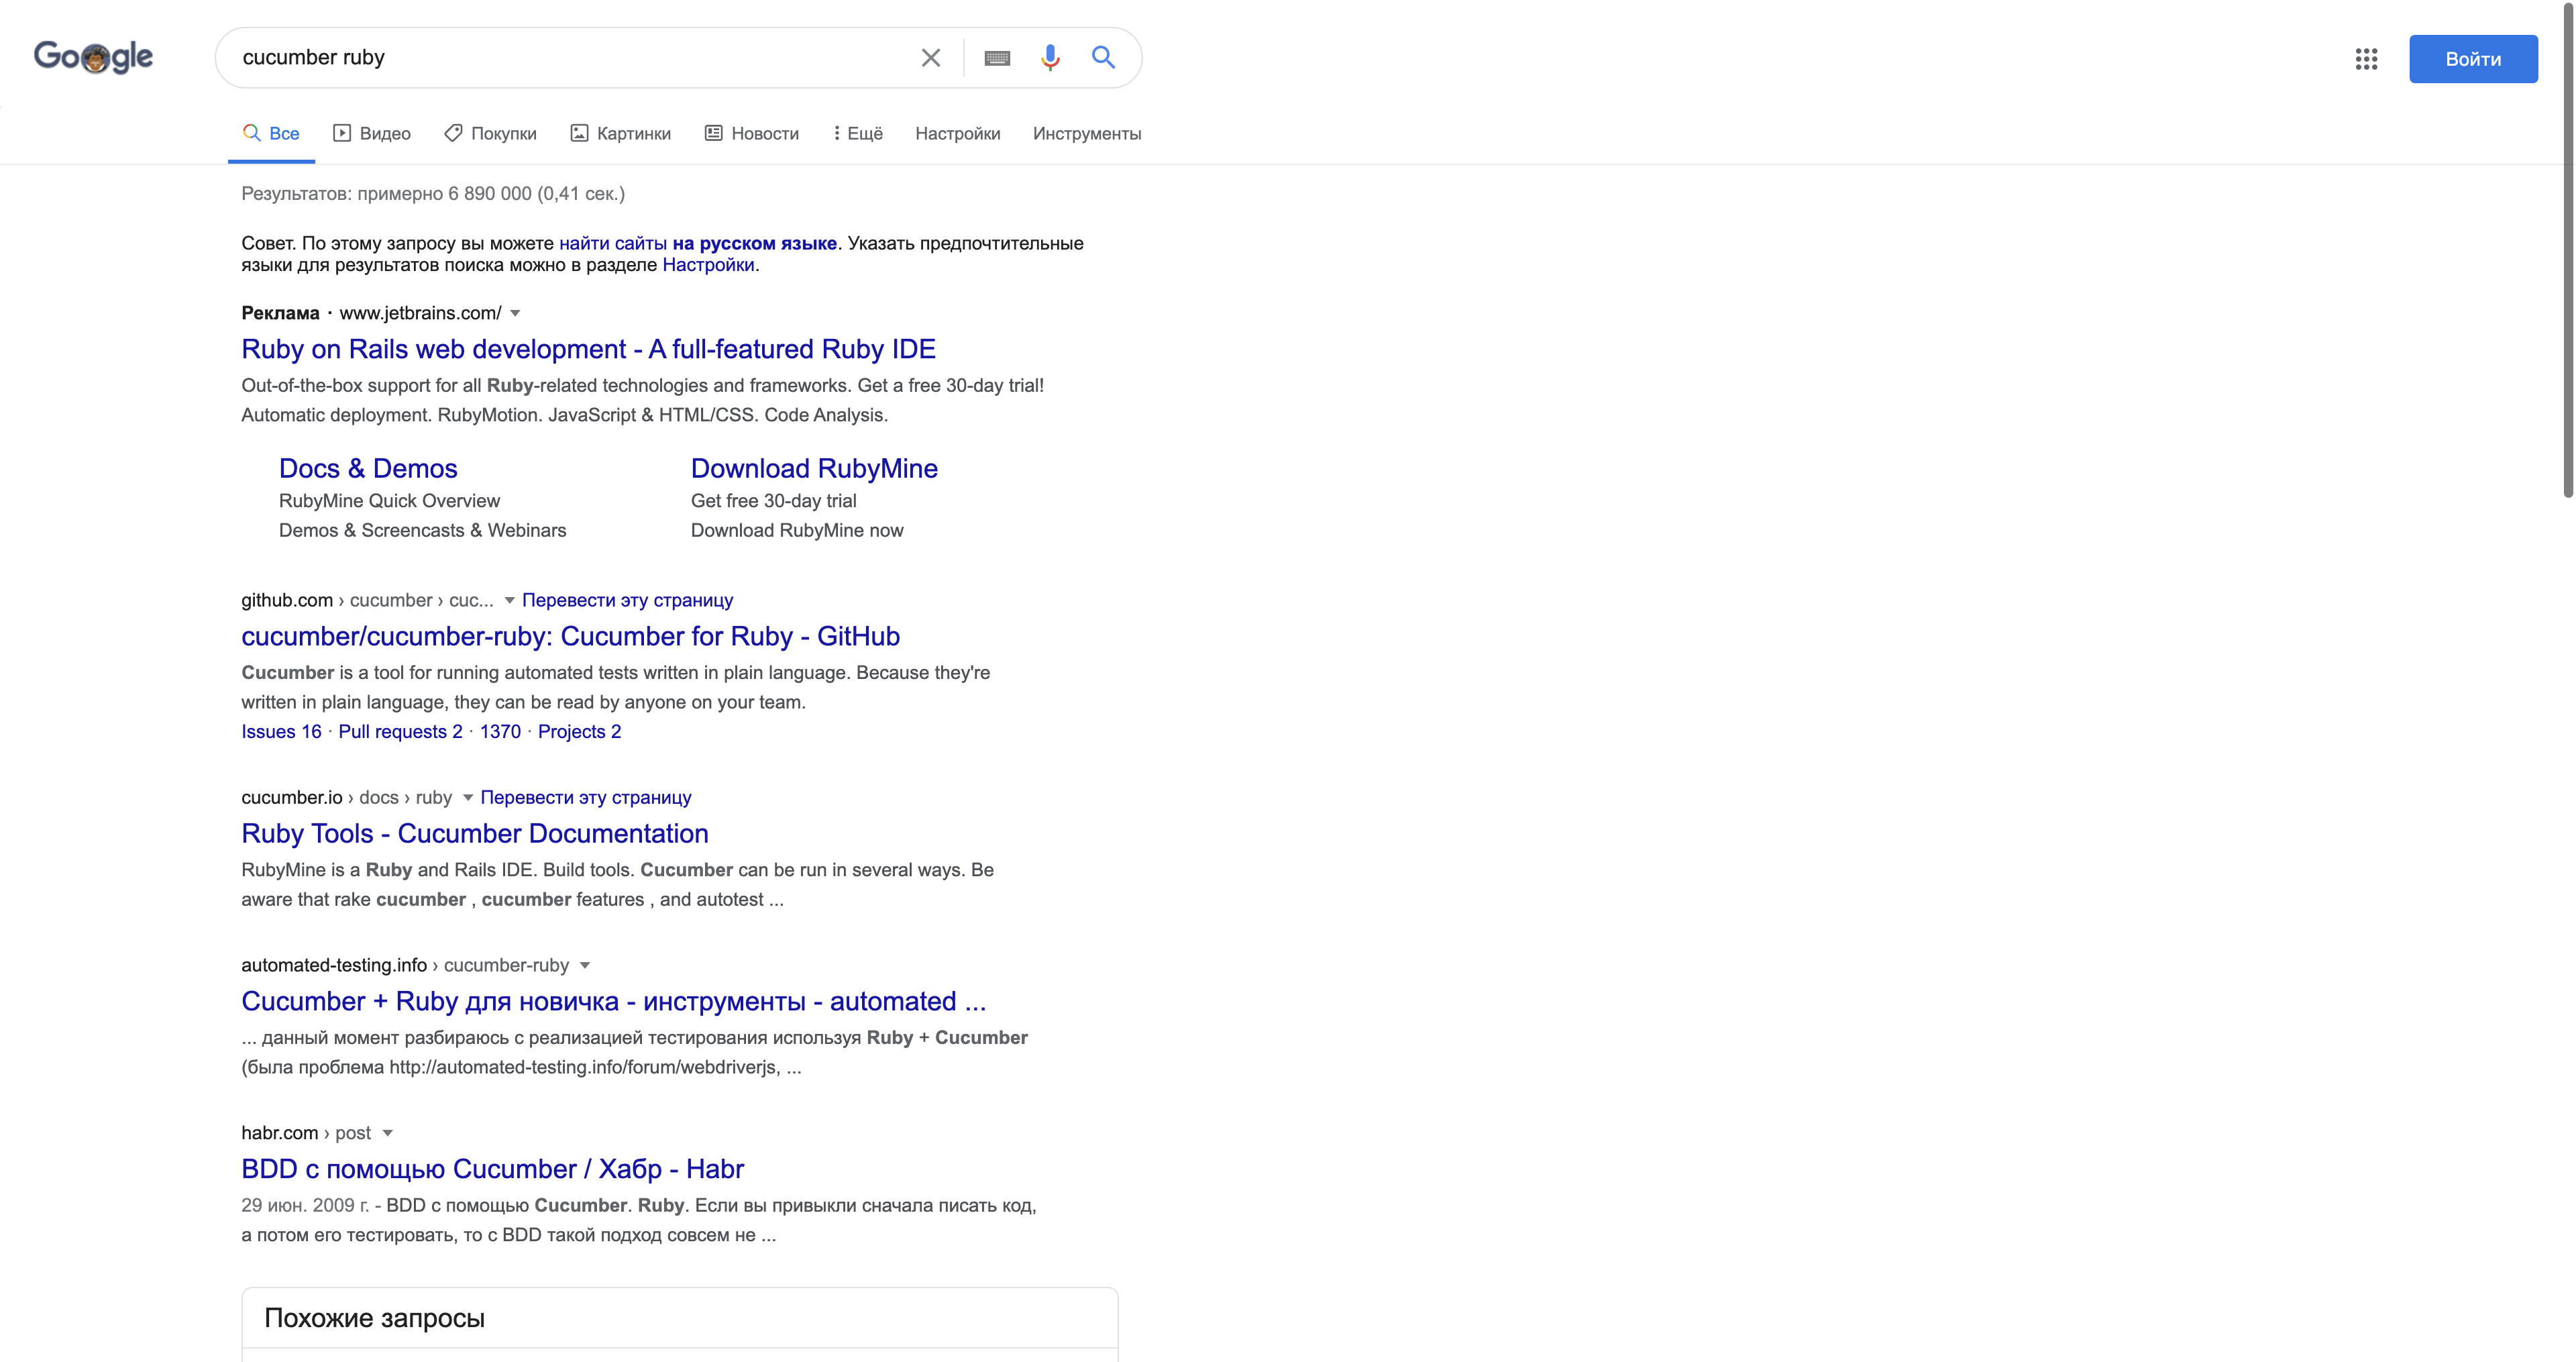 Google
cucumber ruby
Войти
Все Видео Покупки Картинки Новости Ещё Настройки Инструменты
Результатов: примерно 6 890 000 (0,41 сек.)
Совет. По этому запросу вы можете найти сайты на русском языке. Указать предпочтительные
языки для результатов поиска можно в разделе Настройки.
Реклама · www.jetbrains.com/
Ruby on Rails web development - A full-featured Ruby IDE
Out-of-the-box support for all Ruby-related technologies and frameworks. Get a free 30-day trial!
Automatic deployment. RubyMotion. JavaScript & HTML/CSS. Code Analysis.
Docs & Demos
RubyMine Quick Overview
Demos & Screencasts & Webinars
Download RubyMine
Get free 30-day trial
Download RubyMine now
github.com › cucumber › cuc... Перевести эту страницу
cucumber/cucumber-ruby: Cucumber for Ruby - GitHub
Cucumber is a tool for running automated tests written in plain language. Because they're
written in plain language, they can be read by anyone on your team.
Issues 16 · Pull requests 2 · 1370 · Projects 2
cucumber.io › docs › ruby Перевести эту страницу
Ruby Tools - Cucumber Documentation
RubyMine is a Ruby and Rails IDE. Build tools. Cucumber can be run in several ways. Be
aware that rake cucumber , cucumber features , and autotest ...
automated-testing.info › cucumber-ruby
Cucumber + Ruby для новичка - инструменты - automated ...
... данный момент разбираюсь с реализацией тестирования используя Ruby + Cucumber
(была проблема http://automated-testing.info/forum/webdriverjs, ...
habr.com › post
BDD с помощью Cucumber / Хабр - Habr
29 июн. 2009 г. - BDD с помощью Cucumber. Ruby. Если вы привыкли сначала писать код,
а потом его тестировать, то с BDD такой подход совсем не ...
Похожие запросы